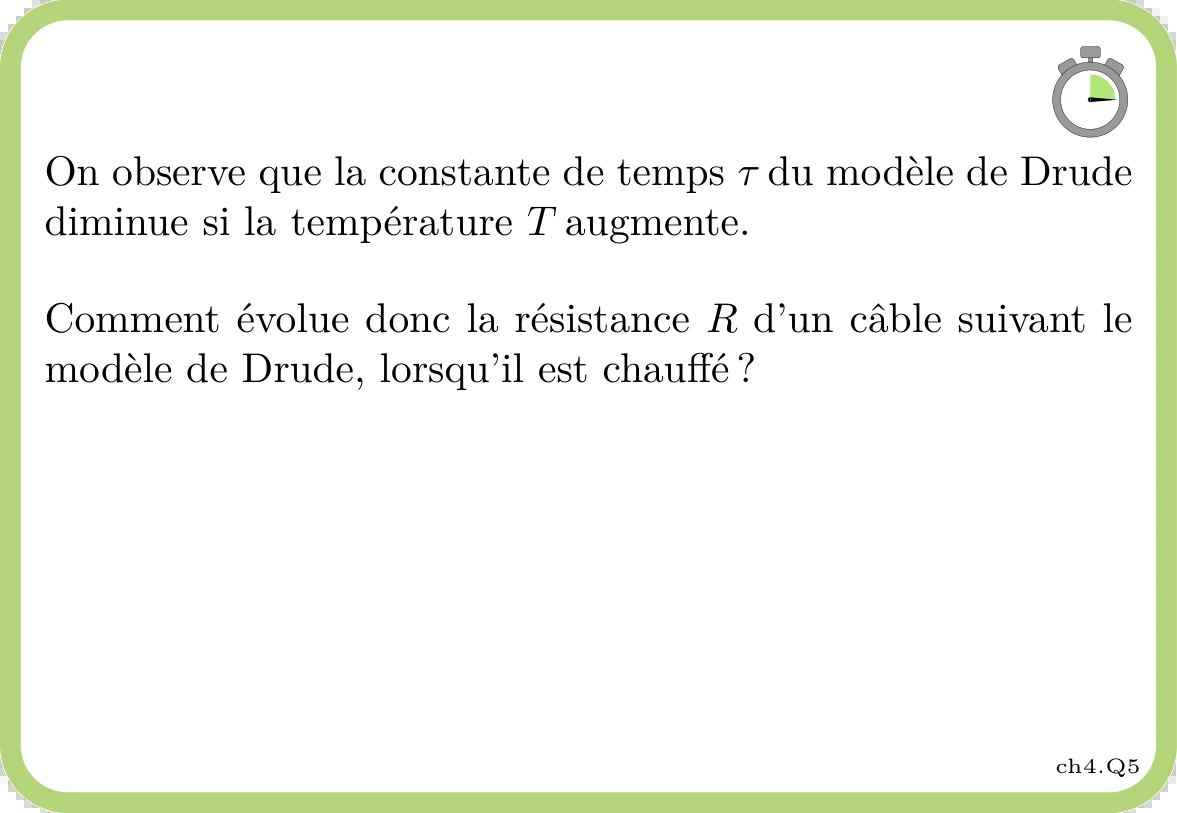 On observe que la constante de temps τ du modèle de Drude
diminue si la température T augmente.
Comment évolue donc la résistance R d'un câble suivant le
modèle de Drude, lorsqu'il est chauffé ?
ch4.Q5